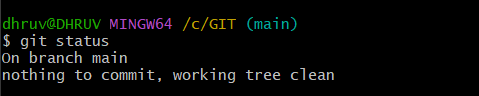 dhruv@DHRUV MINGW64 /c/GIT (main)
$ git status
On branch main
nothing to commit, working tree clean